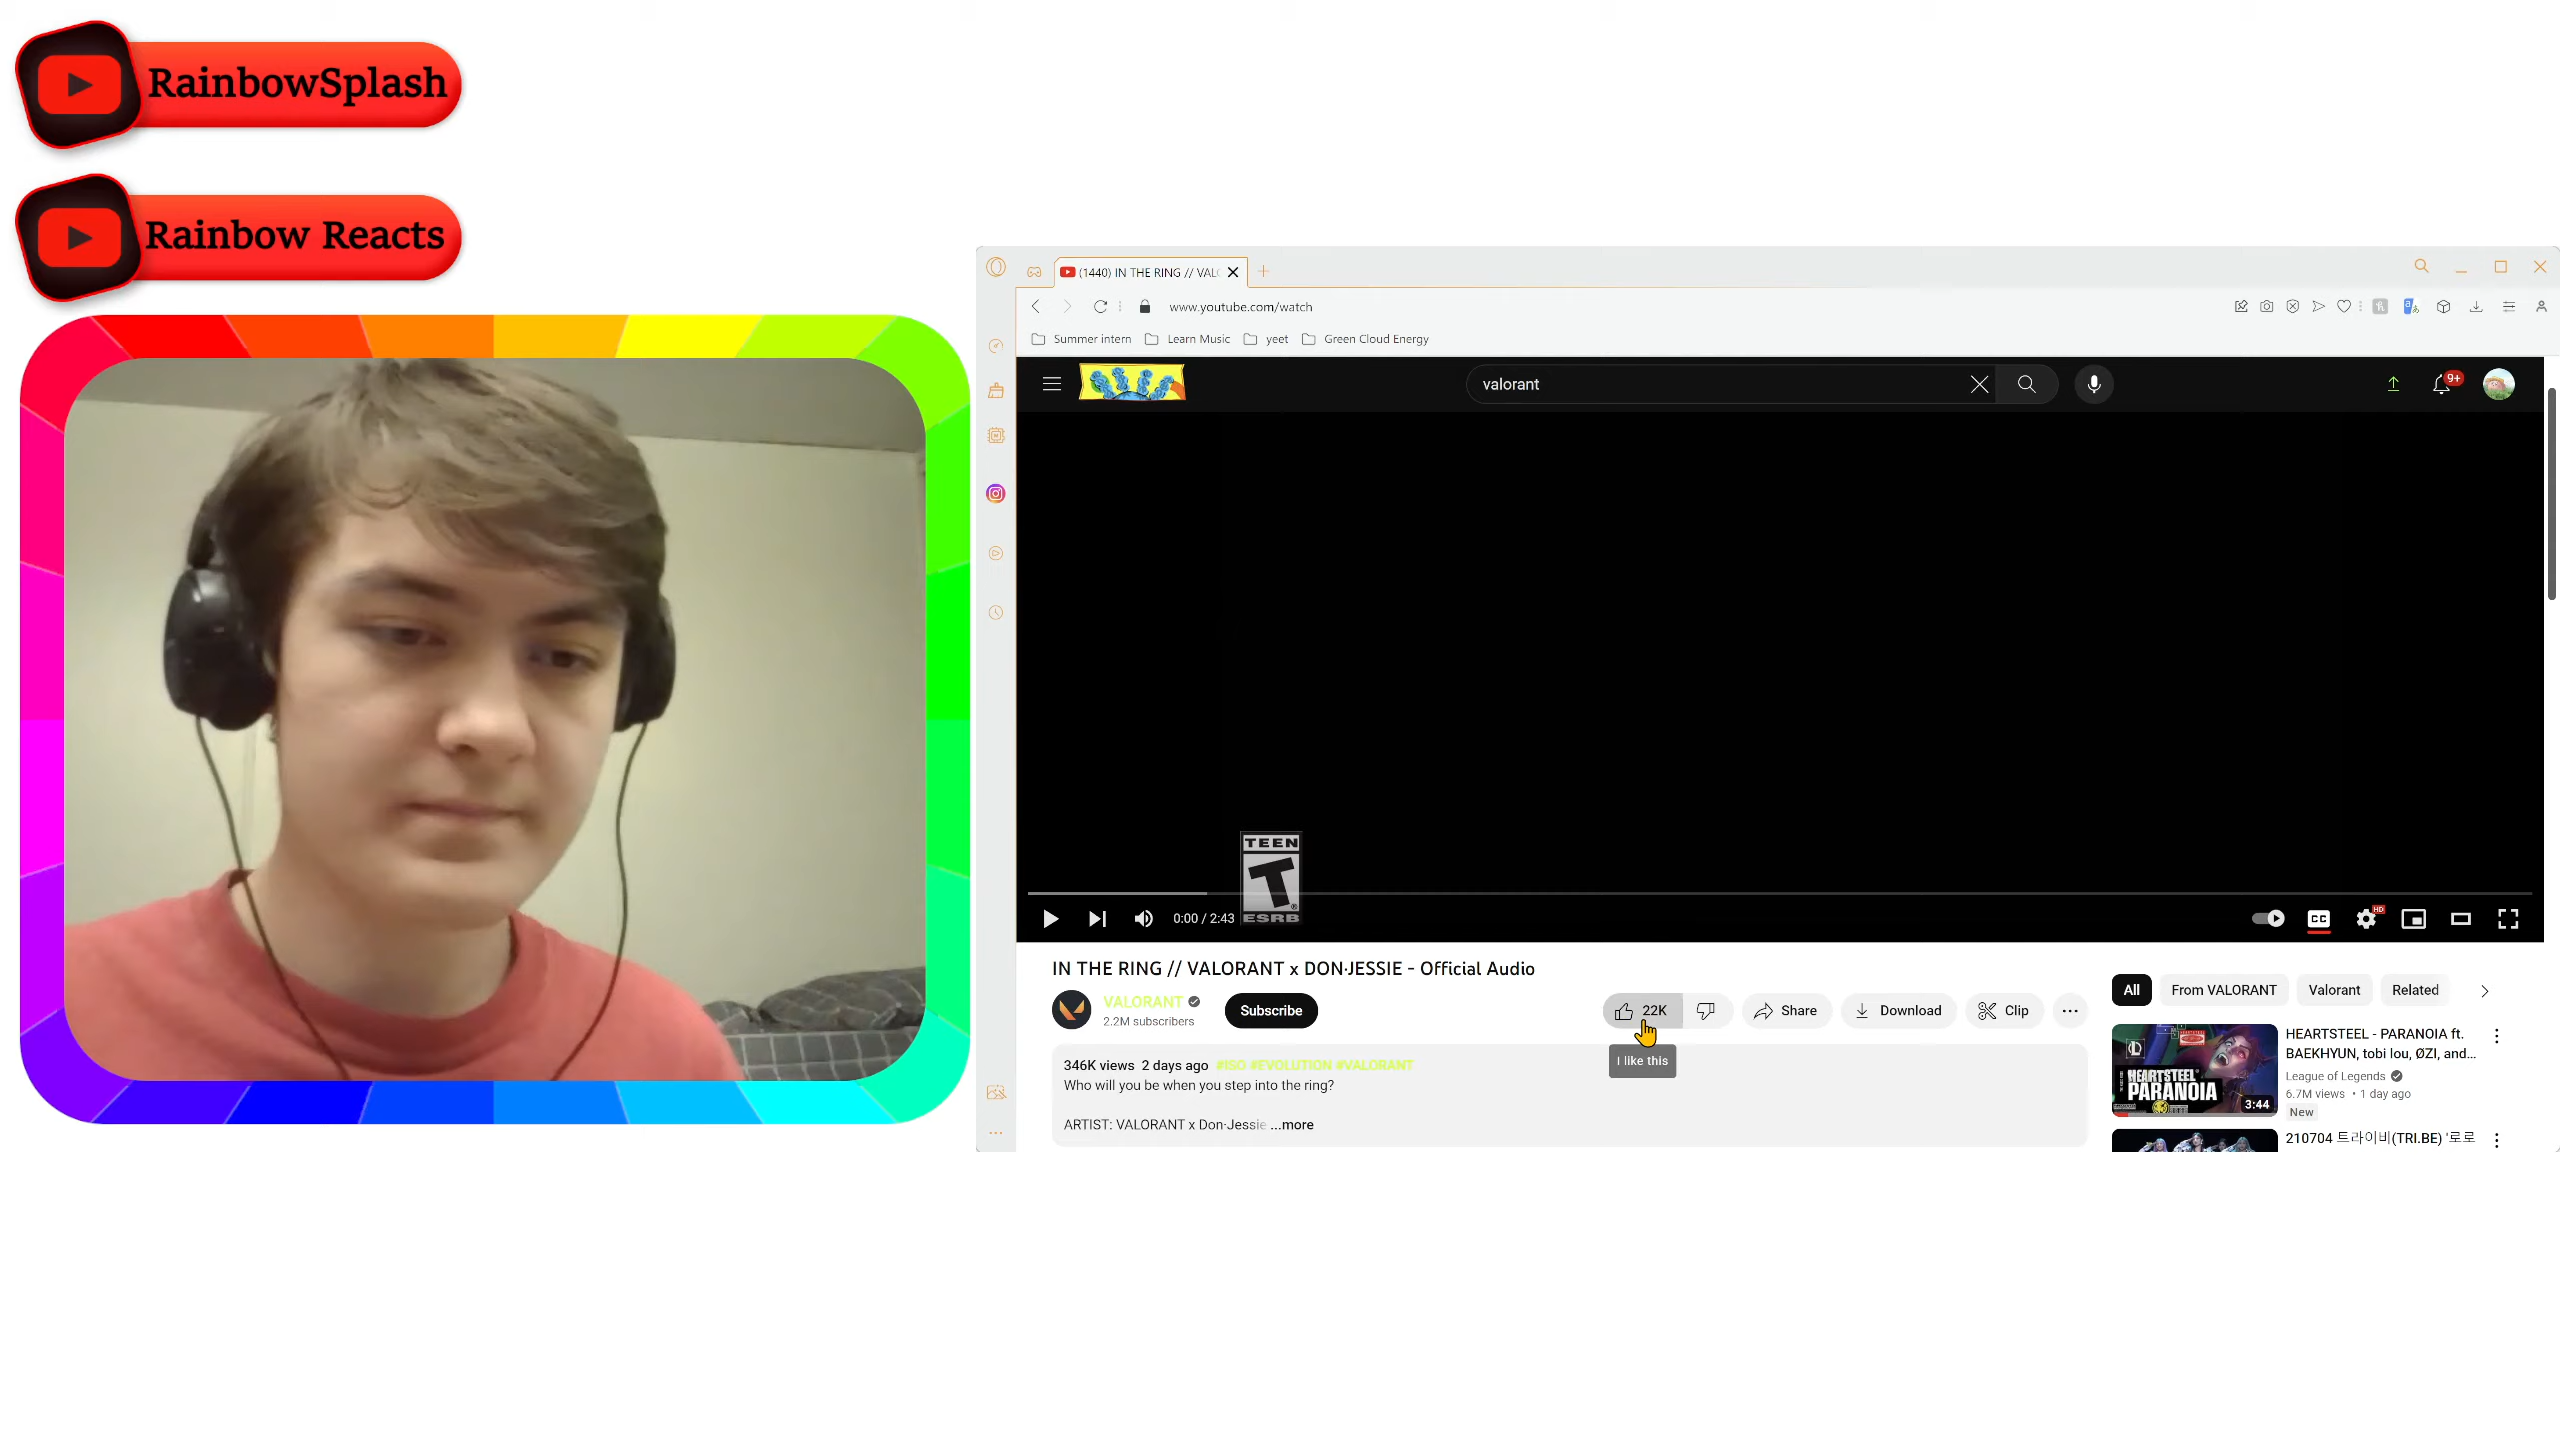 RainbowSplash
Rainbow Reacts
(1440) IN THE RING // VAL
www.youtube.com/watch
Summer intern
Learn Music
yeet
Green Cloud Energy
valorant
9+
TEEN
T
ESRB
0:00 / 2:43
CC
HD
IN THE RING // VALORANT x DON·JESSIE - Official Audio
VALORANT
2.2M subscribers
Subscribe
22K
Share
Download
Clip
I like this
346K views 2 days ago #ISO #EVOLUTION #VALORANT
Who will you be when you step into the ring?
ARTIST: VALORANT x Don·Jessie ...more
All
From VALORANT
Valorant
Related
HEARTSTEEL
PARANOIA
3:44
HEARTSTEEL - PARANOIA ft.
BAEKHYUN, tobi lou, ØZI, and...
League of Legends
6.7M views • 1 day ago
New
210704 트라이비(TRI.BE) '로로